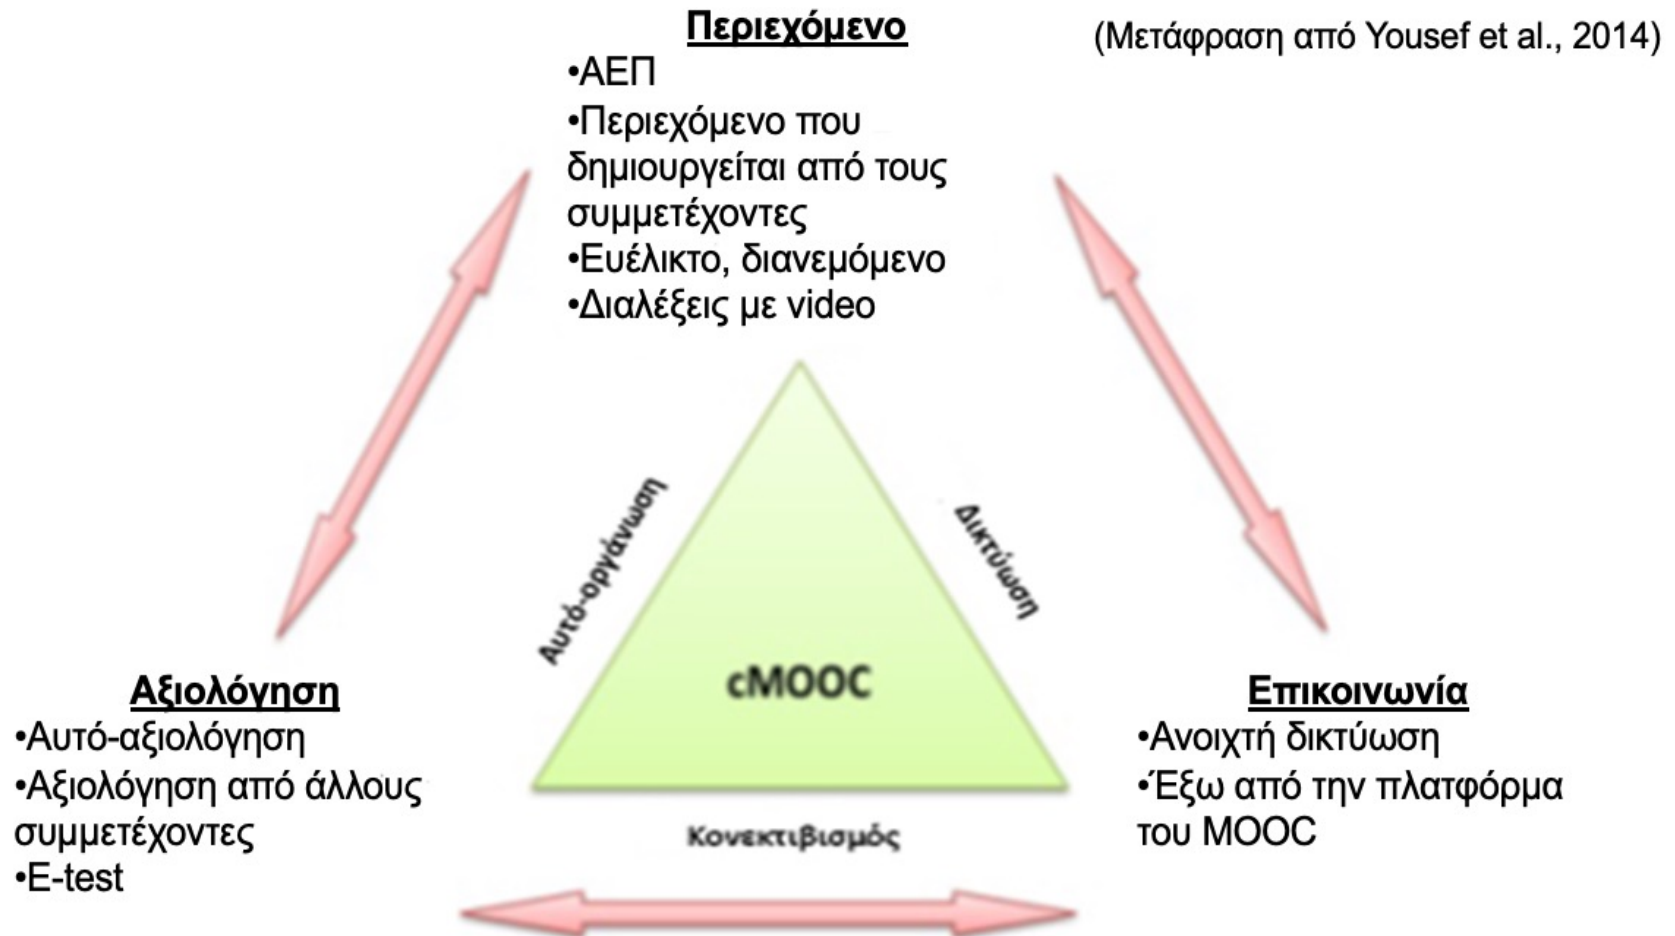 Περιεχόμενο
(Μετάφραση από Yousef et al., 2014)
•ΑΕΠ
•Περιεχόμενο που
δημιουργείται από τους
συμμετέχοντες
•Ευέλικτο, διανεμόμενο
•Διαλέξεις με video
Αυτό-οργάνωση
Δικτύωση
cMOOC
Κονεκτιβισμός
Αξιολόγηση
•Αυτό-αξιολόγηση
•Αξιολόγηση από άλλους
συμμετέχοντες
•E-test
Επικοινωνία
•Ανοιχτή δικτύωση
•Έξω από την πλατφόρμα
του MOOC